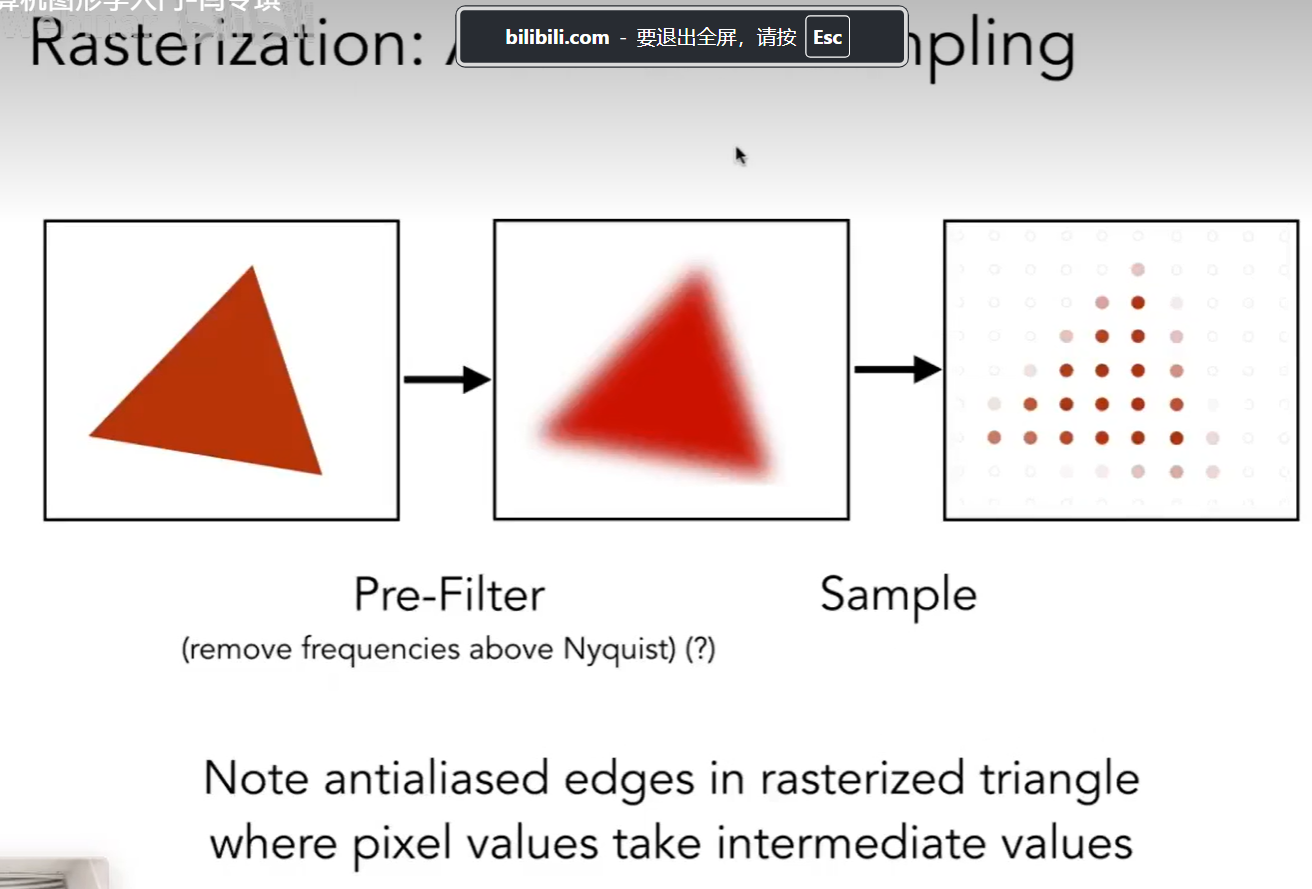 算机图形学入门-闫令琪
Rasterization: A
mpling
bilibili.com - 要退出全屏，请按 Esc
Pre-Filter
Sample
(remove frequencies above Nyquist) (?)
Note antialiased edges in rasterized triangle
where pixel values take intermediate values